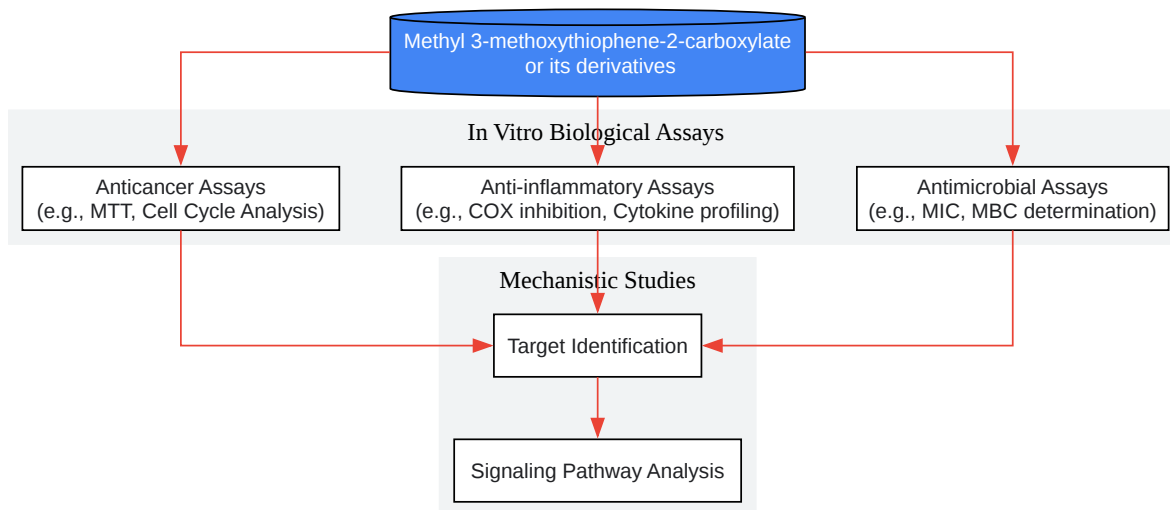 Methyl 3-methoxythiophene-2-carboxylate
or its derivatives
In Vitro Biological Assays
Anticancer Assays
(e.g., MTT, Cell Cycle Analysis)
Anti-inflammatory Assays
(e.g., COX inhibition, Cytokine profiling)
Antimicrobial Assays
(e.g., MIC, MBC determination)
Mechanistic Studies
Target Identification
Signaling Pathway Analysis